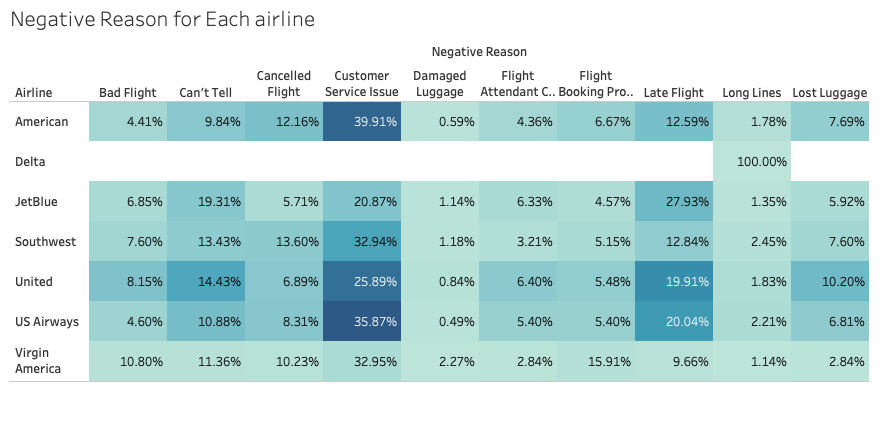 Negative Reason for Each airline
Negative Reason
Airline Bad Flight Can't Tell Cancelled Flight Customer Service Issue Damaged Luggage Flight Attendant C.. Flight Booking Pro.. Late Flight Long Lines Lost Luggage
American 4.41% 9.84% 12.16% 39.91% 0.59% 4.36% 6.67% 12.59% 1.78% 7.69%
Delta 100.00%
JetBlue 6.85% 19.31% 5.71% 20.87% 1.14% 6.33% 4.57% 27.93% 1.35% 5.92%
Southwest 7.60% 13.43% 13.60% 32.94% 1.18% 3.21% 5.15% 12.84% 2.45% 7.60%
United 8.15% 14.43% 6.89% 25.89% 0.84% 6.40% 5.48% 19.91% 1.83% 10.20%
US Airways 4.60% 10.88% 8.31% 35.87% 0.49% 5.40% 5.40% 20.04% 2.21% 6.81%
Virgin America 10.80% 11.36% 10.23% 32.95% 2.27% 2.84% 15.91% 9.66% 1.14% 2.84%